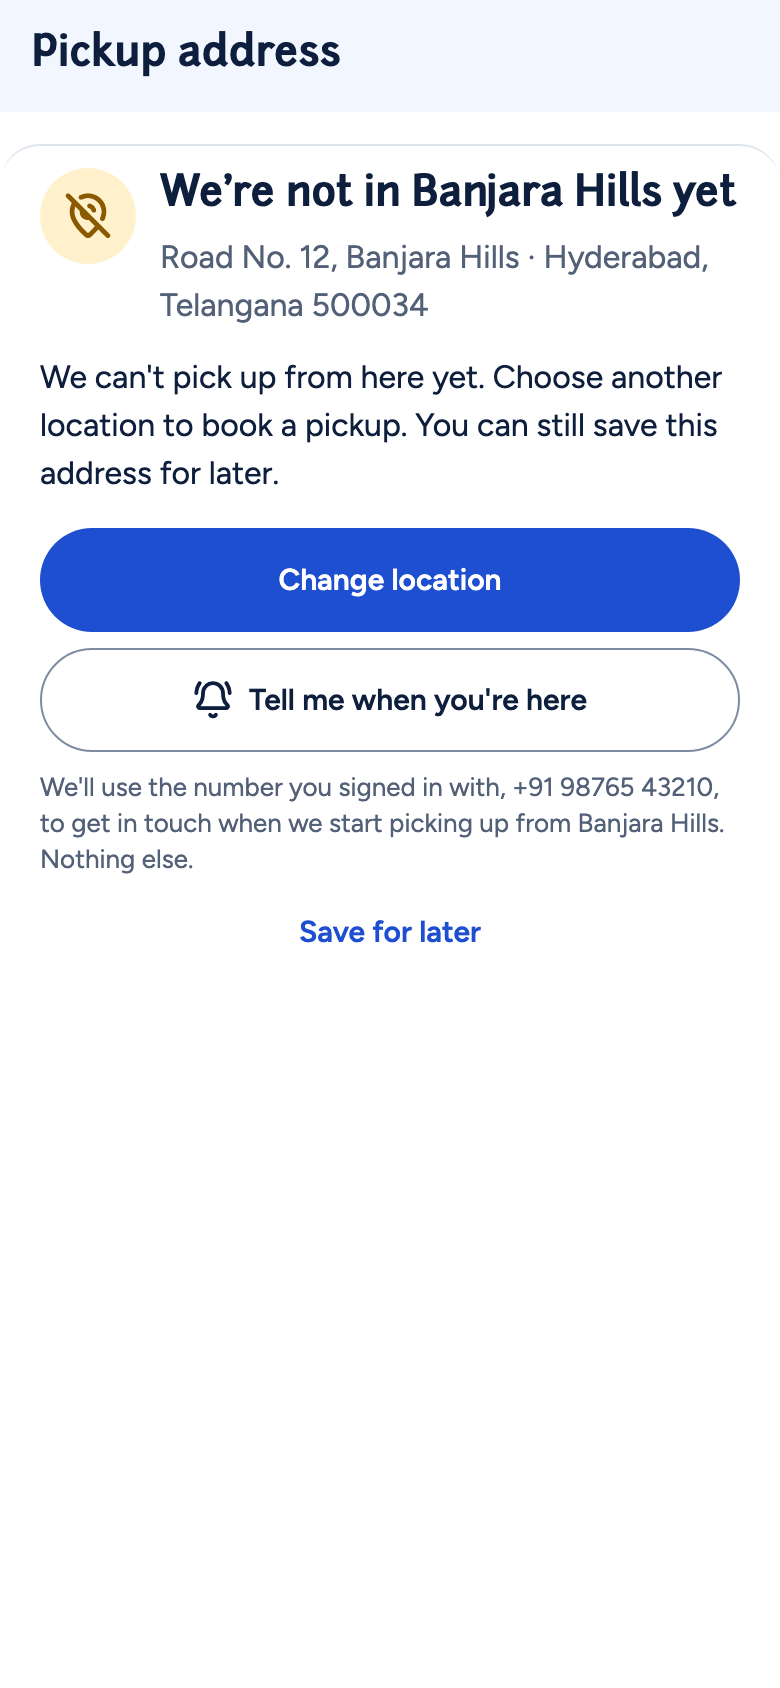 Pickup address
We’re not in Banjara Hills yet
Road No. 12, Banjara Hills · Hyderabad,
Telangana 500034
We can't pick up from here yet. Choose another
location to book a pickup. You can still save this
address for later.
Change location
Tell me when you're here
We'll use the number you signed in with, +91 98765 43210,
to get in touch when we start picking up from Banjara Hills.
Nothing else.
Save for later